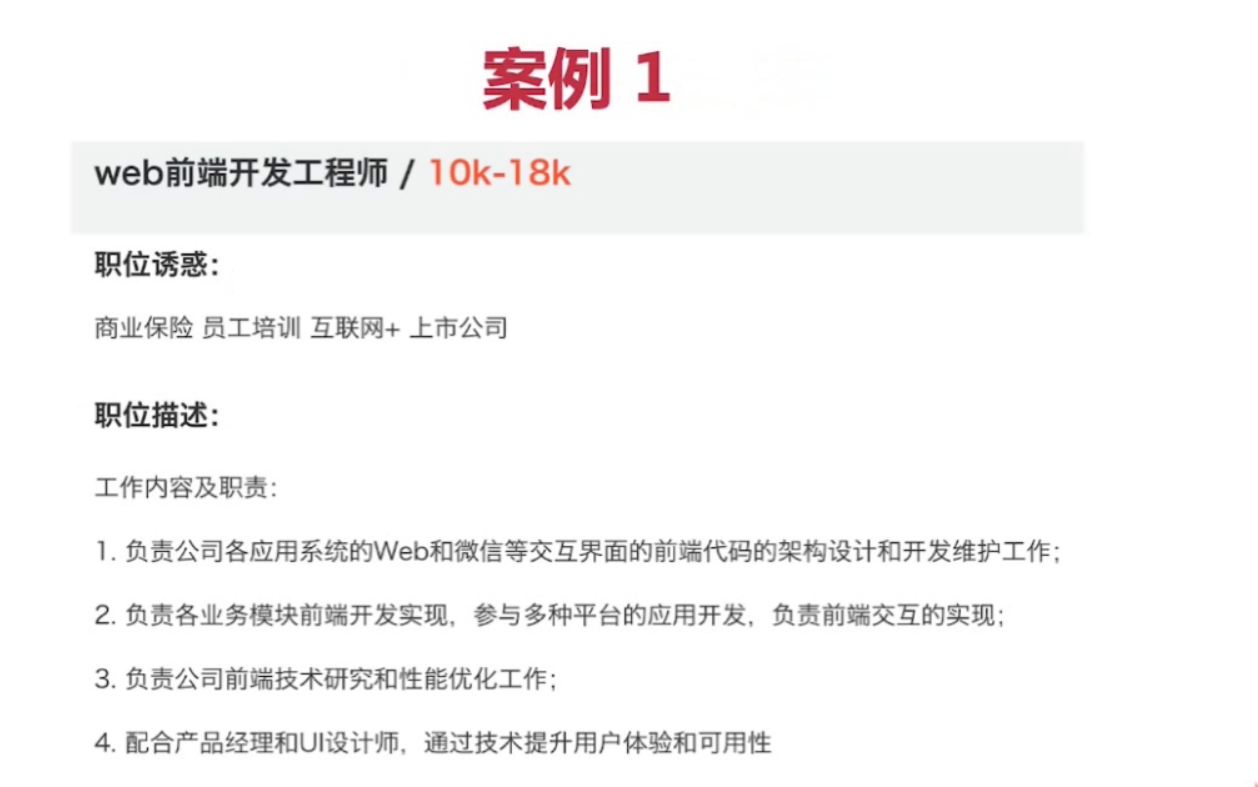 案例 1
web前端开发工程师 / 10k-18k
职位诱惑：
商业保险 员工培训 互联网+ 上市公司
职位描述：
工作内容及职责：
1. 负责公司各应用系统的Web和微信等交互界面的前端代码的架构设计和开发维护工作；
2. 负责各业务模块前端开发实现，参与多种平台的应用开发，负责前端交互的实现；
3. 负责公司前端技术研究和性能优化工作；
4. 配合产品经理和UI设计师，通过技术提升用户体验和可用性